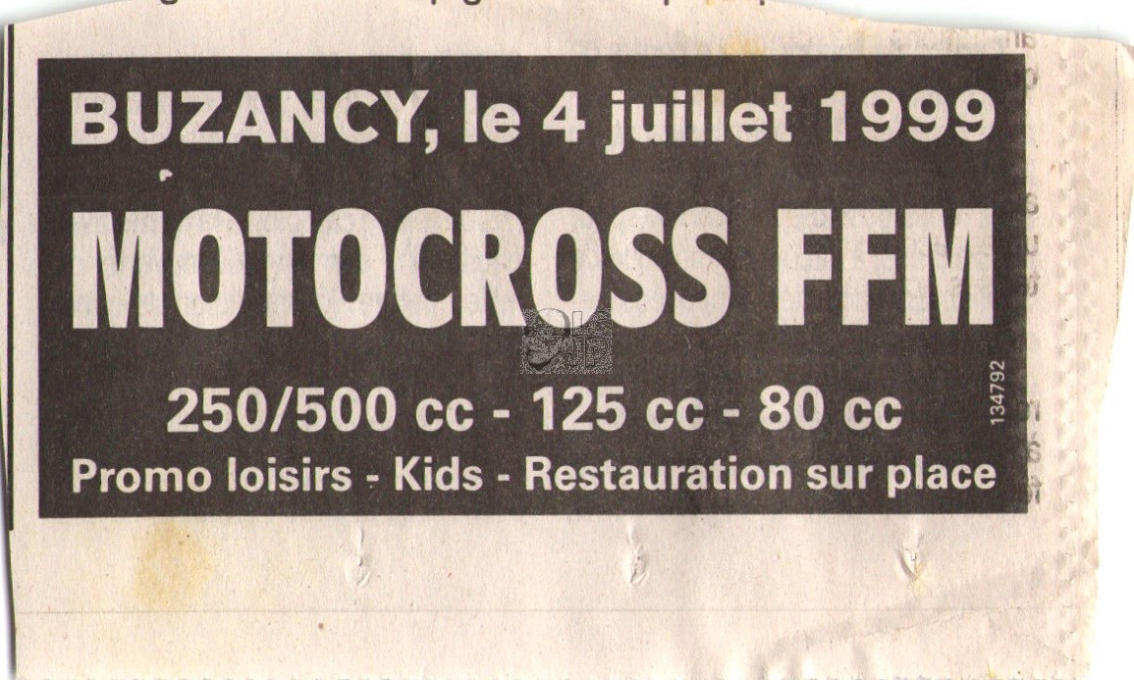 BUZANCY, le 4 juillet 1999
MOTOCROSS FFM
250/500 cc - 125 cc - 80 cc
134792
Promo loisirs - Kids - Restauration sur place